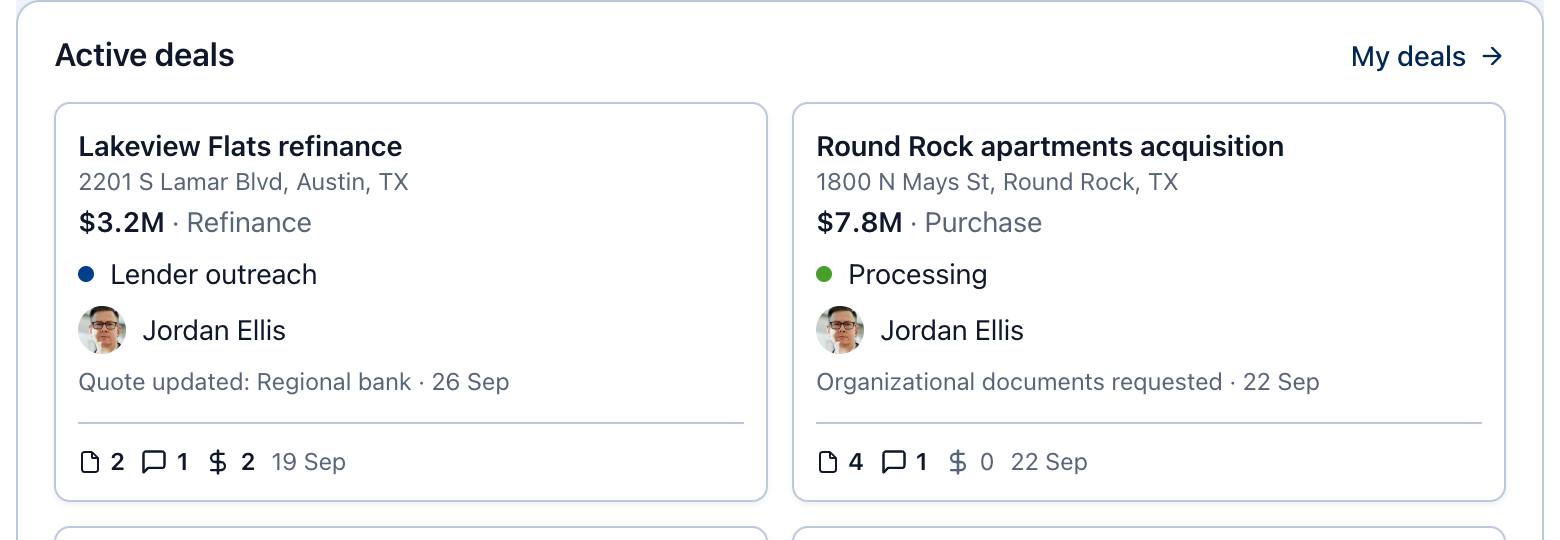 Active deals
My deals →
Lakeview Flats refinance
2201 S Lamar Blvd, Austin, TX
$3.2M · Refinance
Lender outreach
Jordan Ellis
Quote updated: Regional bank · 26 Sep
2 1 $ 2 19 Sep
Round Rock apartments acquisition
1800 N Mays St, Round Rock, TX
$7.8M · Purchase
Processing
Jordan Ellis
Organizational documents requested · 22 Sep
4 1 $ 0 22 Sep